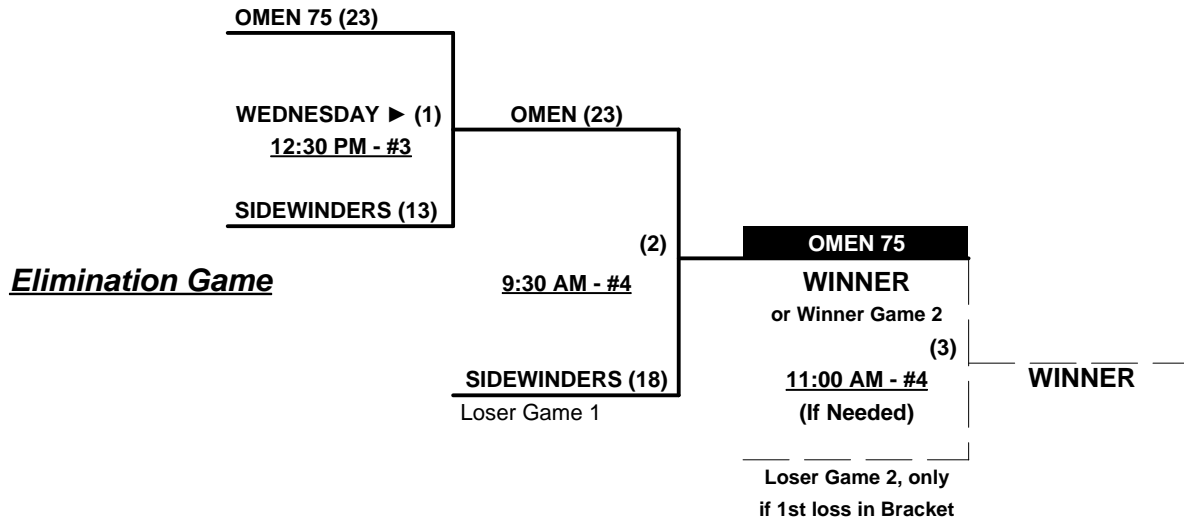 OMEN 75 (23)
WEDNESDAY ► (1)
12:30 PM - #3
SIDEWINDERS (13)
OMEN (23)
Elimination Game
(2)
9:30 AM - #4
SIDEWINDERS (18)
Loser Game 1
OMEN 75
WINNER
or Winner Game 2
(3)
11:00 AM - #4
(If Needed)
Loser Game 2, only
if 1st loss in Bracket
WINNER